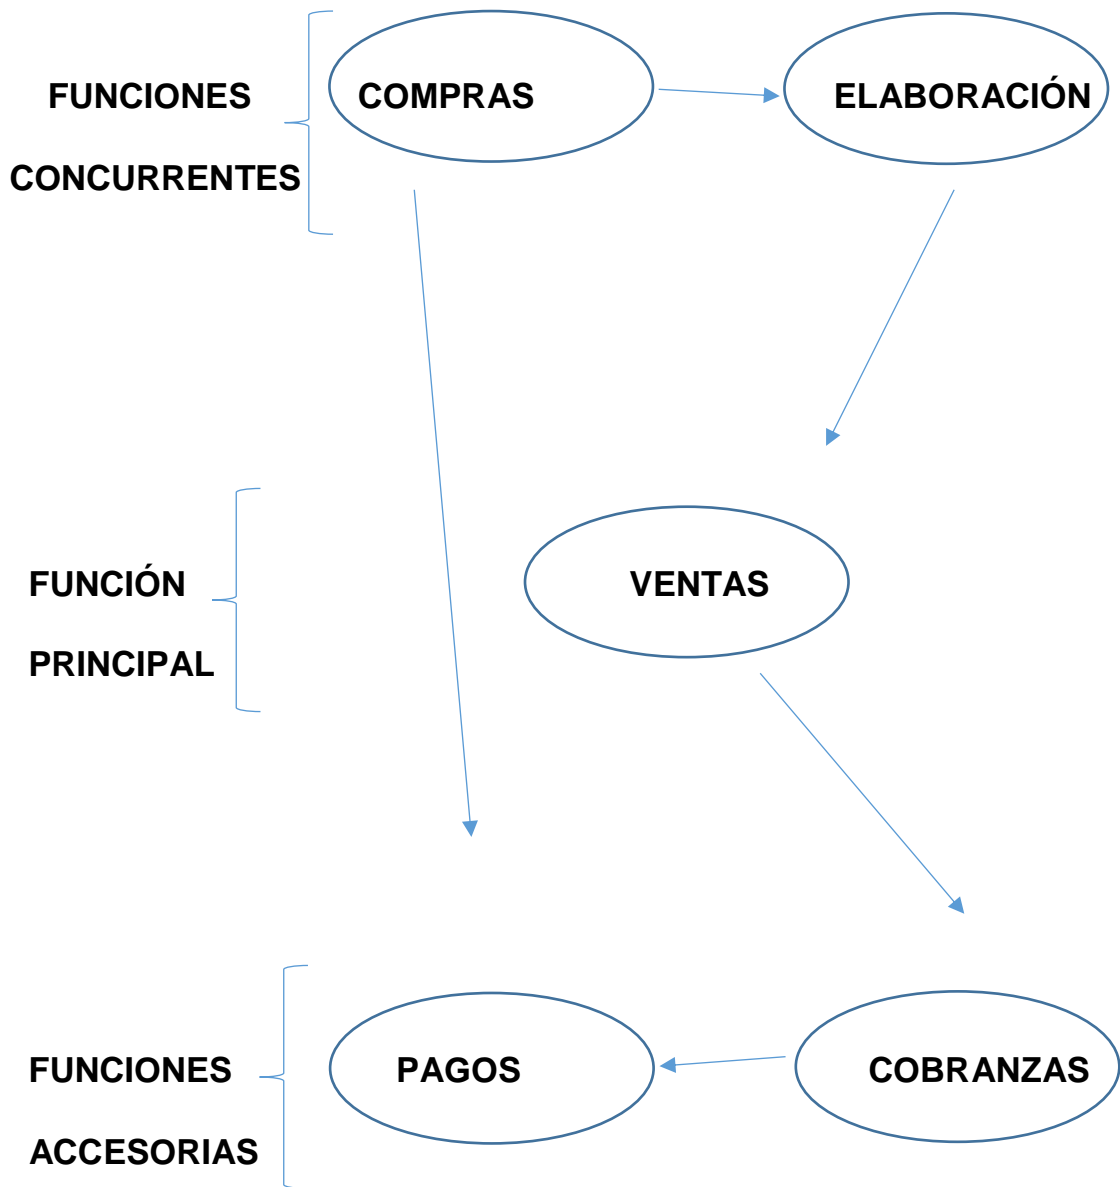 FUNCIONES
CONCURRENTES
COMPRAS
ELABORACIÓN
FUNCIÓN
PRINCIPAL
VENTAS
FUNCIONES
ACCESORIAS
PAGOS
COBRANZAS